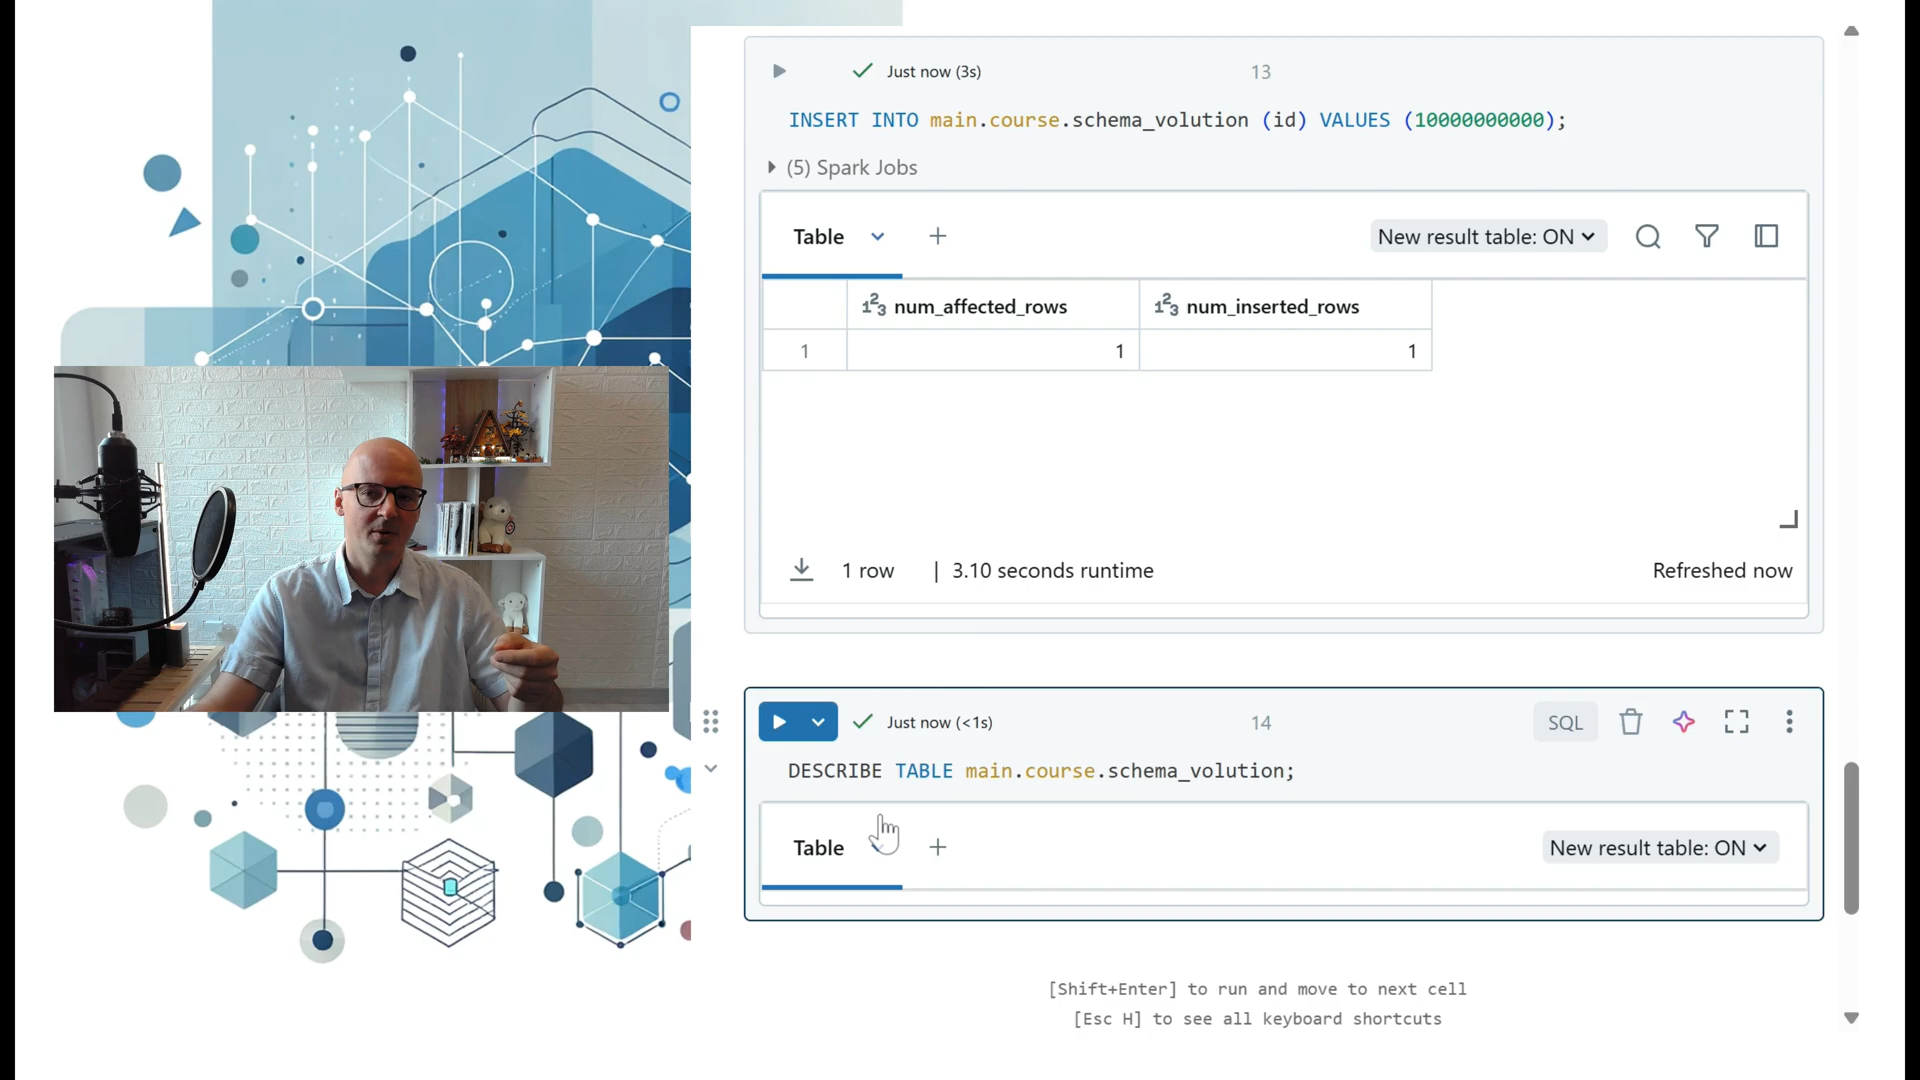 Just now (3s)
13
INSERT INTO main.course.schema_volution (id) VALUES (10000000000);
(5) Spark Jobs
Table
New result table: ON
num_affected_rows
num_inserted_rows
1
1
1
1 row | 3.10 seconds runtime
Refreshed now
Just now (<1s)
14
SQL
DESCRIBE TABLE main.course.schema_volution;
Table
New result table: ON
[Shift+Enter] to run and move to next cell
[Esc H] to see all keyboard shortcuts